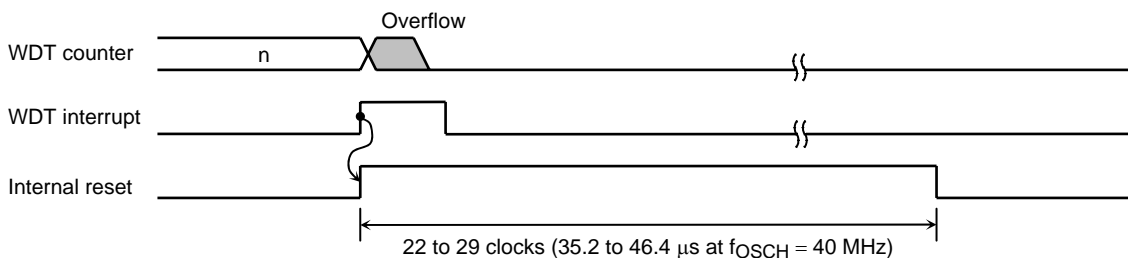 Overflow
WDT counter
n
WDT interrupt
Internal reset
22 to 29 clocks (35.2 to 46.4 μs at fOSCH = 40 MHz)